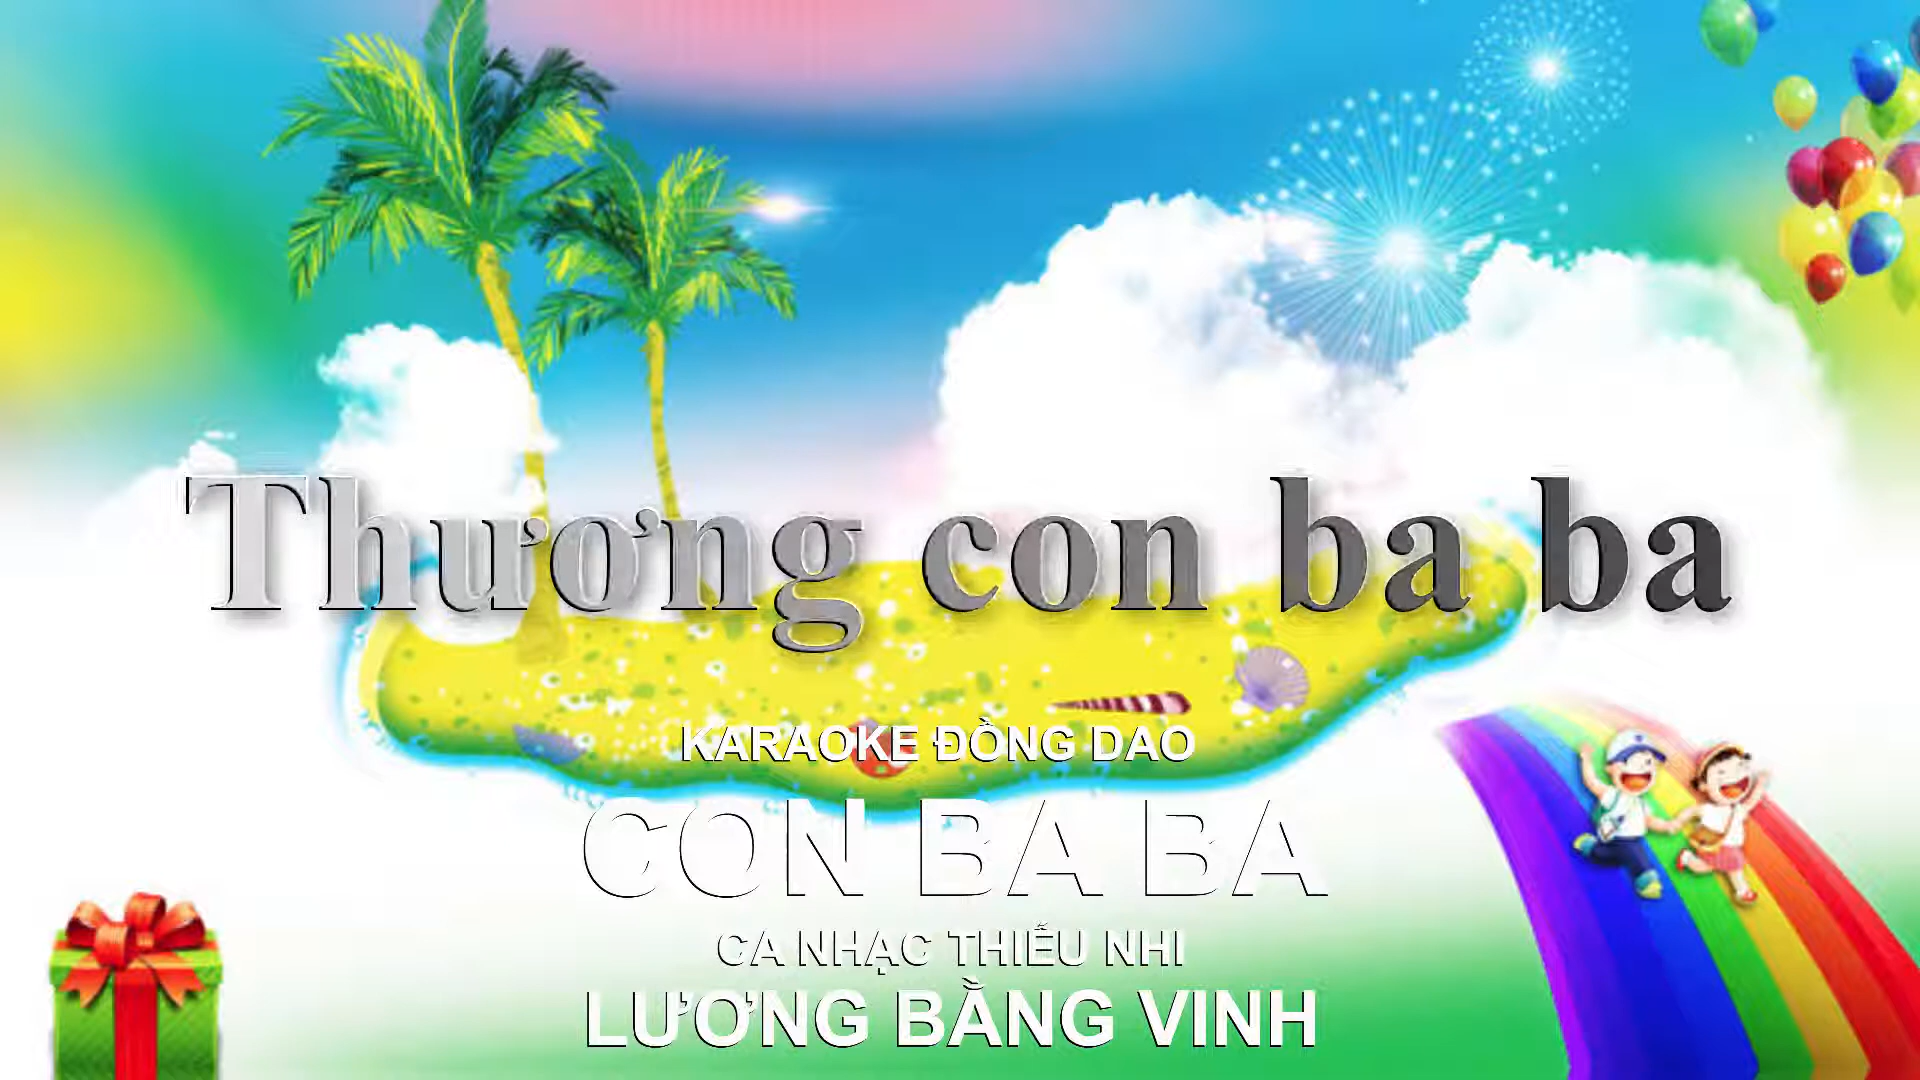 Thương con ba ba
KARAOKE ĐỒNG DAO
CON BA BA
CA NHẠC THIẾU NHI
LƯƠNG BẰNG VINH